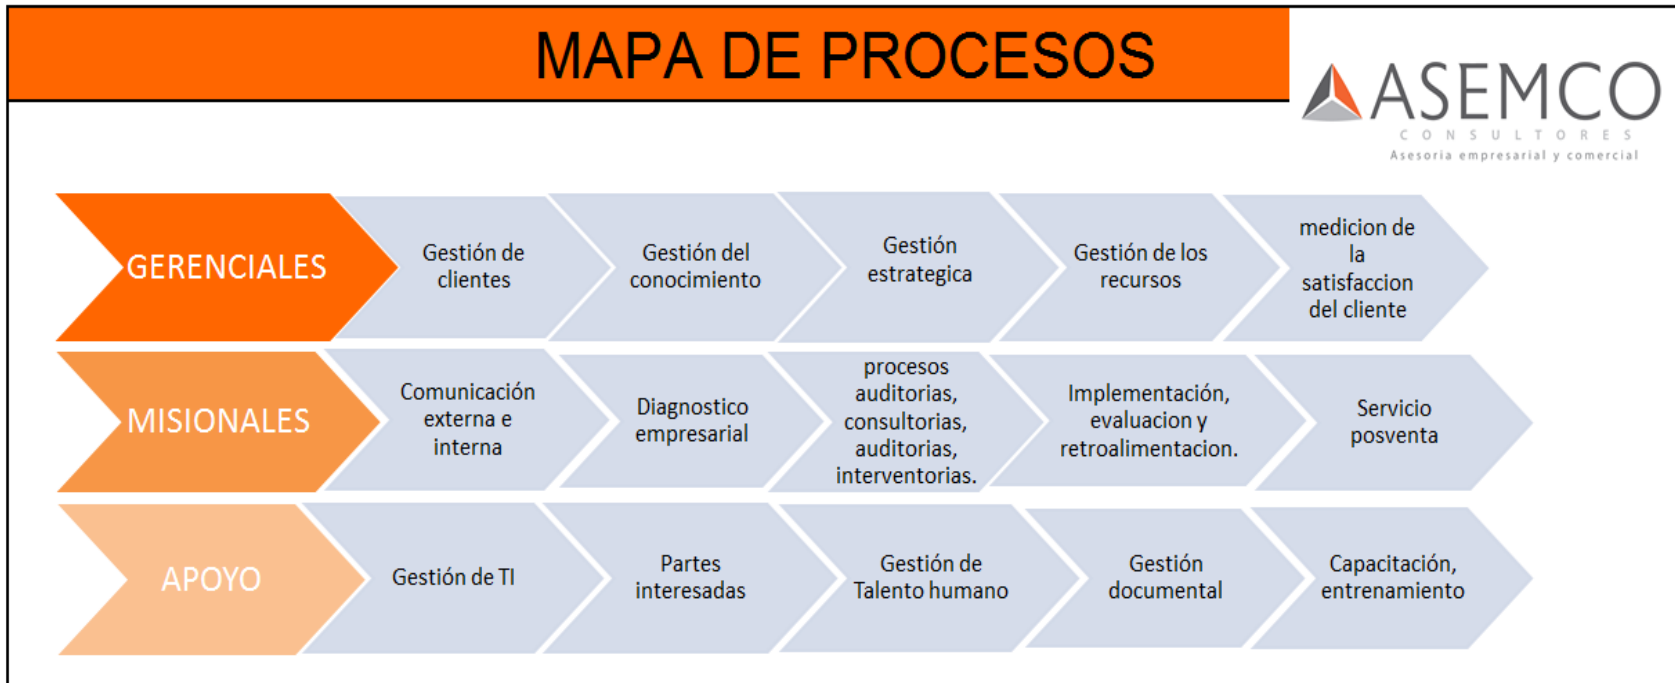 MAPA DE PROCESOS
ASEMCO
CONSULTORES
Asesoria empresarial y comercial
GERENCIALES
Gestión de
clientes
Gestión del
conocimiento
Gestión
estrategica
Gestión de los
recursos
medicion de
la
satisfaccion
del cliente
MISIONALES
Comunicación
externa e
interna
Diagnostico
empresarial
procesos
auditorias,
consultorias,
auditorias,
interventorias.
Implementación,
evaluacion y
retroalimentacion.
Servicio
posventa
APOYO
Gestión de TI
Partes
interesadas
Gestión de
Talento humano
Gestión
documental
Capacitación,
entrenamiento